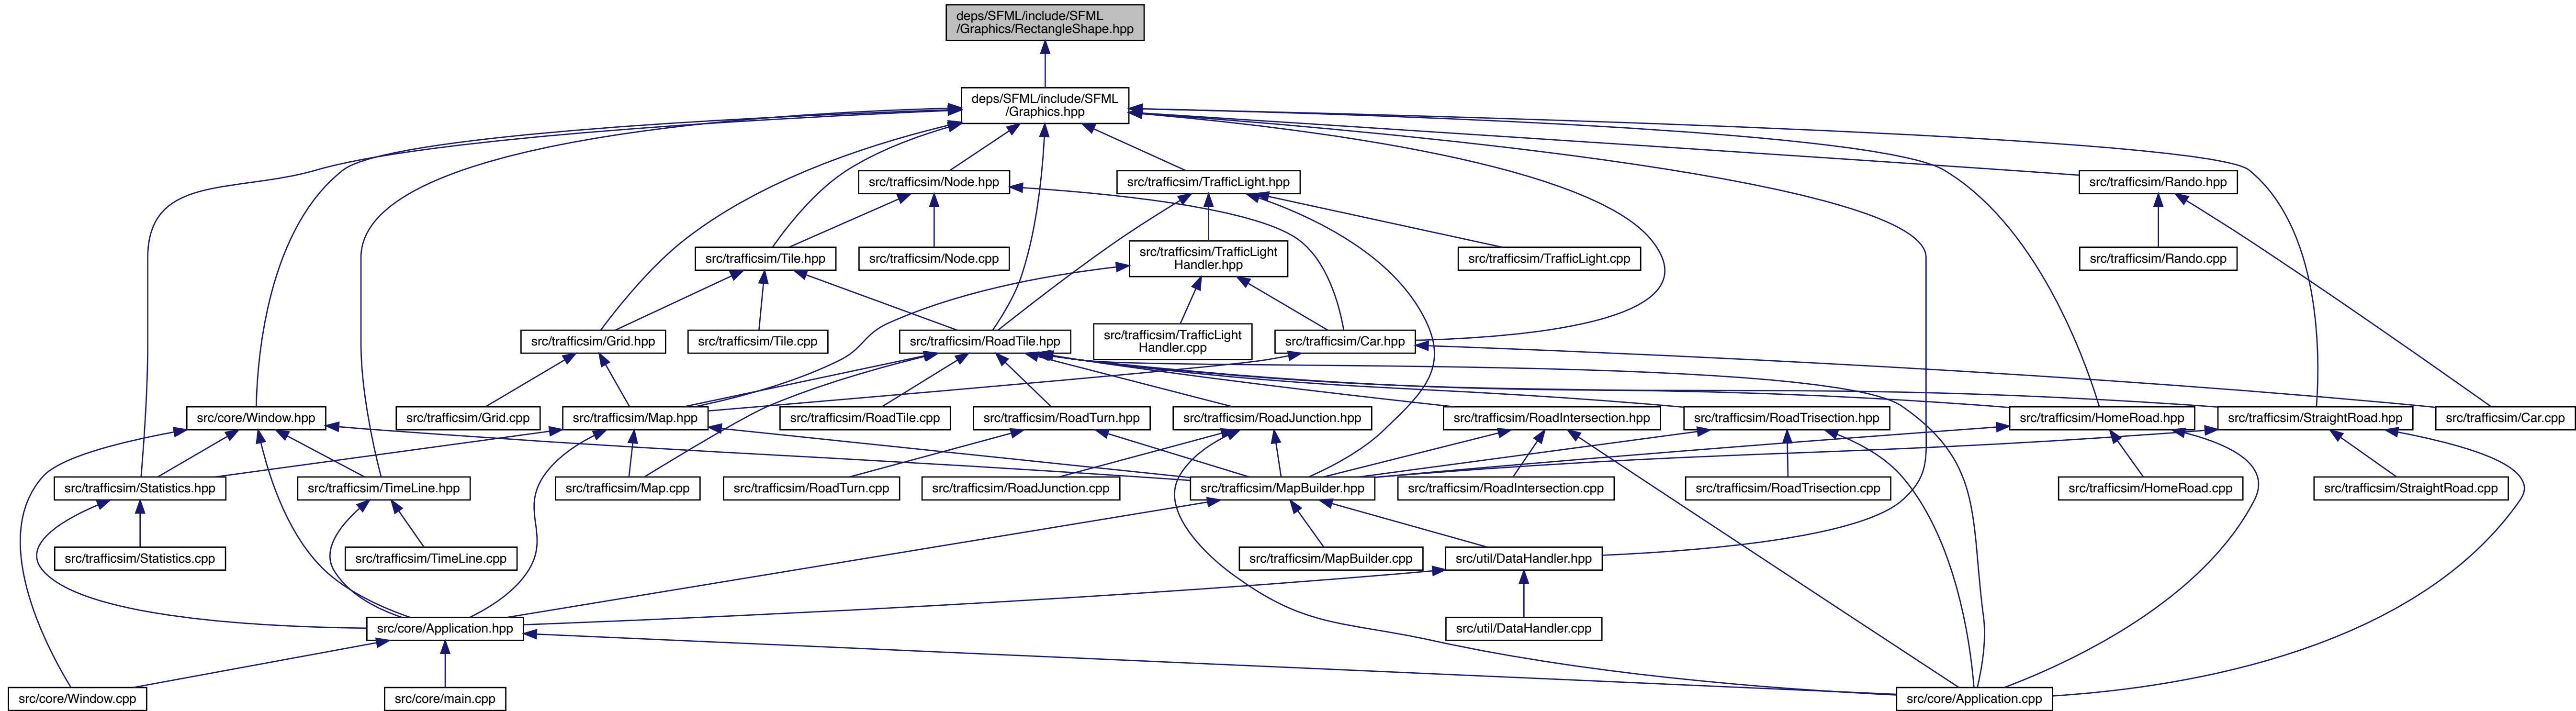 deps/SFML/include/SFML
/Graphics/RectangleShape.hpp
deps/SFML/include/SFML
/Graphics.hpp
src/trafficsim/Node.hpp
src/trafficsim/TrafficLight.hpp
src/trafficsim/Rando.hpp
src/trafficsim/Tile.hpp
src/trafficsim/Node.cpp
src/trafficsim/TrafficLight
Handler.hpp
src/trafficsim/TrafficLight.cpp
src/trafficsim/Rando.cpp
src/trafficsim/Grid.hpp
src/trafficsim/Tile.cpp
src/trafficsim/RoadTile.hpp
src/trafficsim/TrafficLight
Handler.cpp
src/trafficsim/Car.hpp
src/core/Window.hpp
src/trafficsim/Grid.cpp
src/trafficsim/Map.hpp
src/trafficsim/RoadTile.cpp
src/trafficsim/RoadTurn.hpp
src/trafficsim/RoadJunction.hpp
src/trafficsim/RoadIntersection.hpp
src/trafficsim/RoadTrisection.hpp
src/trafficsim/HomeRoad.hpp
src/trafficsim/StraightRoad.hpp
src/trafficsim/Car.cpp
src/trafficsim/Statistics.hpp
src/trafficsim/TimeLine.hpp
src/trafficsim/Map.cpp
src/trafficsim/RoadTurn.cpp
src/trafficsim/RoadJunction.cpp
src/trafficsim/MapBuilder.hpp
src/trafficsim/RoadIntersection.cpp
src/trafficsim/RoadTrisection.cpp
src/trafficsim/HomeRoad.cpp
src/trafficsim/StraightRoad.cpp
src/trafficsim/Statistics.cpp
src/trafficsim/TimeLine.cpp
src/trafficsim/MapBuilder.cpp
src/util/DataHandler.hpp
src/core/Application.hpp
src/util/DataHandler.cpp
src/core/Window.cpp
src/core/main.cpp
src/core/Application.cpp